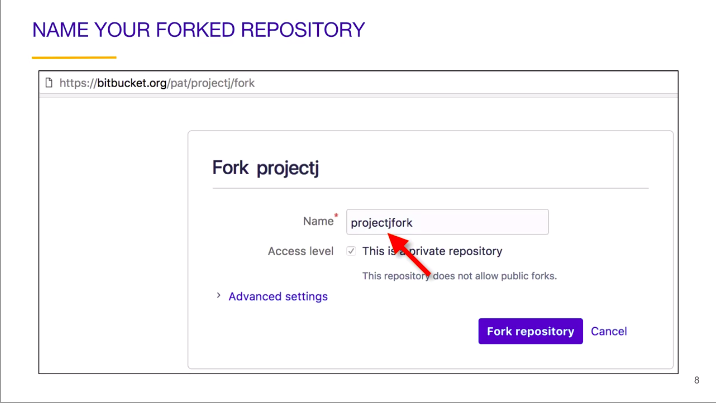 NAME YOUR FORKED REPOSITORY
https://bitbucket.org/pat/projectj/fork
Fork projectj
Name* projectjfork
Access level This is a private repository
This repository does not allow public forks.
Advanced settings
Fork repository Cancel
8